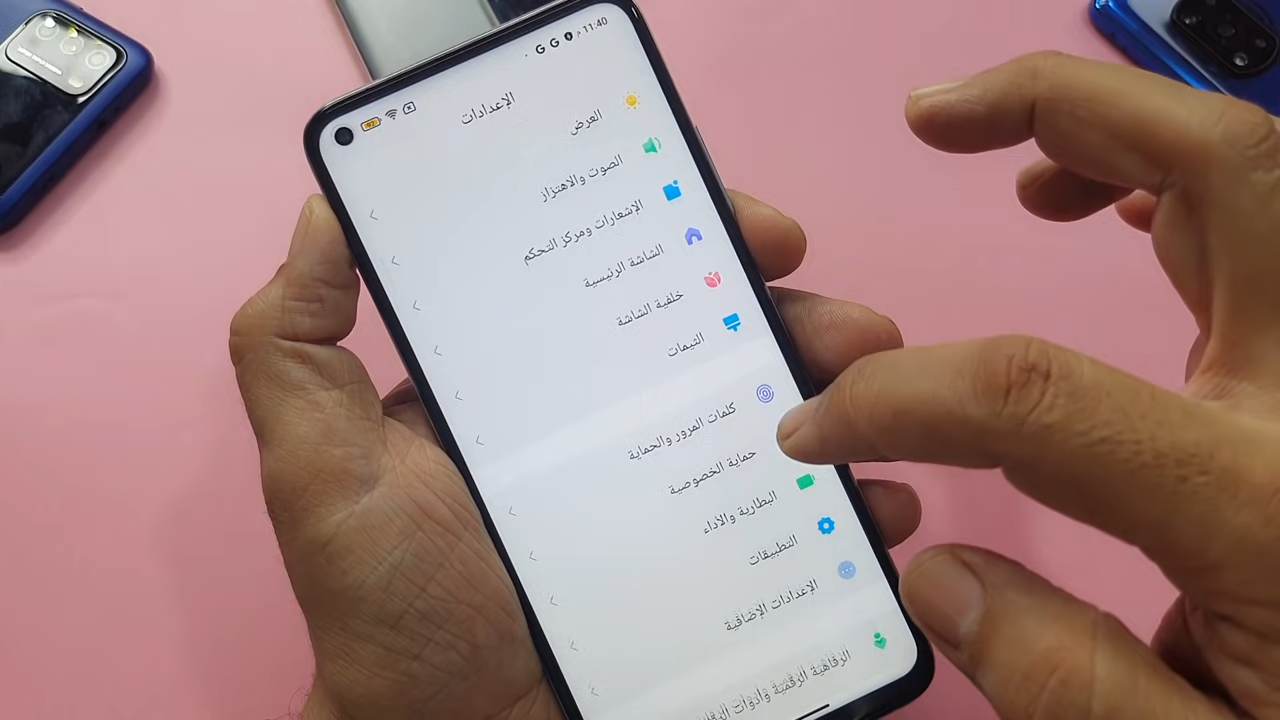 11:40 م
الإعدادات
العرض
الصوت والاهتزاز
الإشعارات ومركز التحكم
الشاشة الرئيسية
خلفية الشاشة
الثيمات
كلمات المرور والحماية
حماية الخصوصية
البطارية والأداء
التطبيقات
الإعدادات الإضافية
الرفاهية الرقمية وأدوات